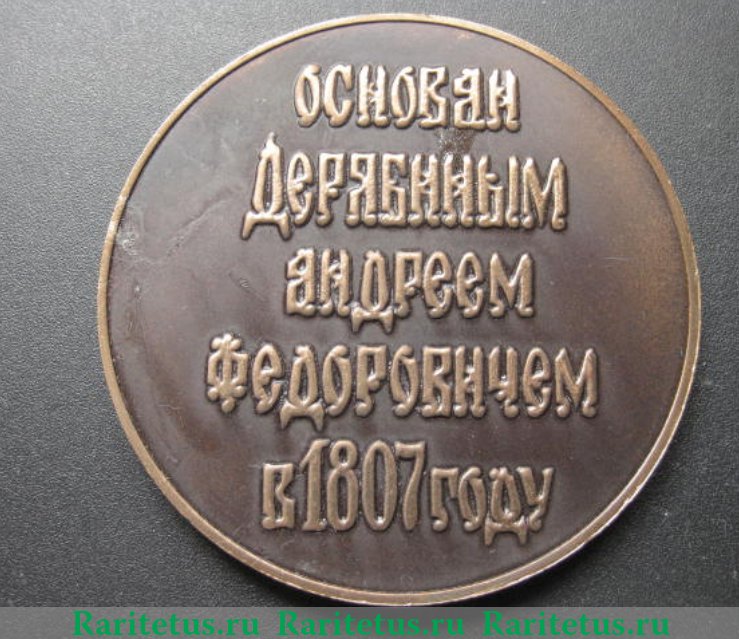 ОСНОВАН
ДЕРЯБИНЫМ
АНДРЕЕМ
ФЕДОРОВИЧЕМ
В 1807 ГОДУ
Raritetus.ru Raritetus.ru Raritetus.ru